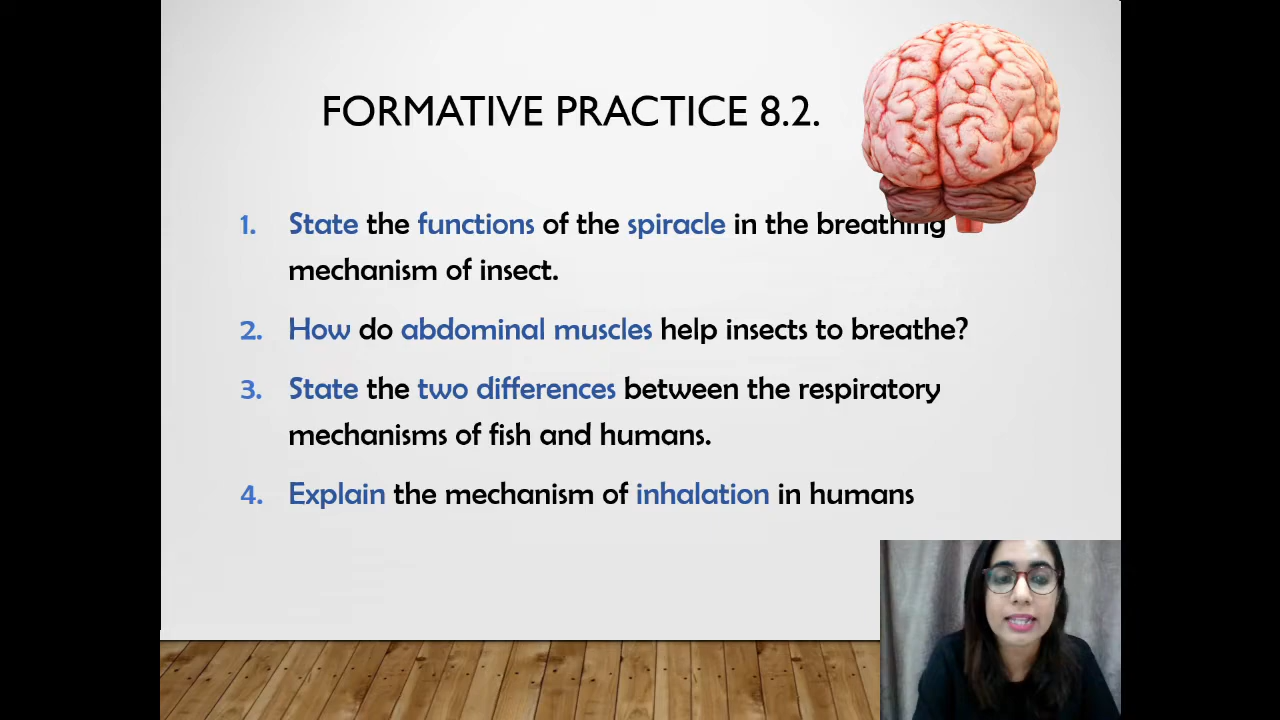 FORMATIVE PRACTICE 8.2.
1. State the functions of the spiracle in the breathing
mechanism of insect.
2. How do abdominal muscles help insects to breathe?
3. State the two differences between the respiratory
mechanisms of fish and humans.
4. Explain the mechanism of inhalation in humans